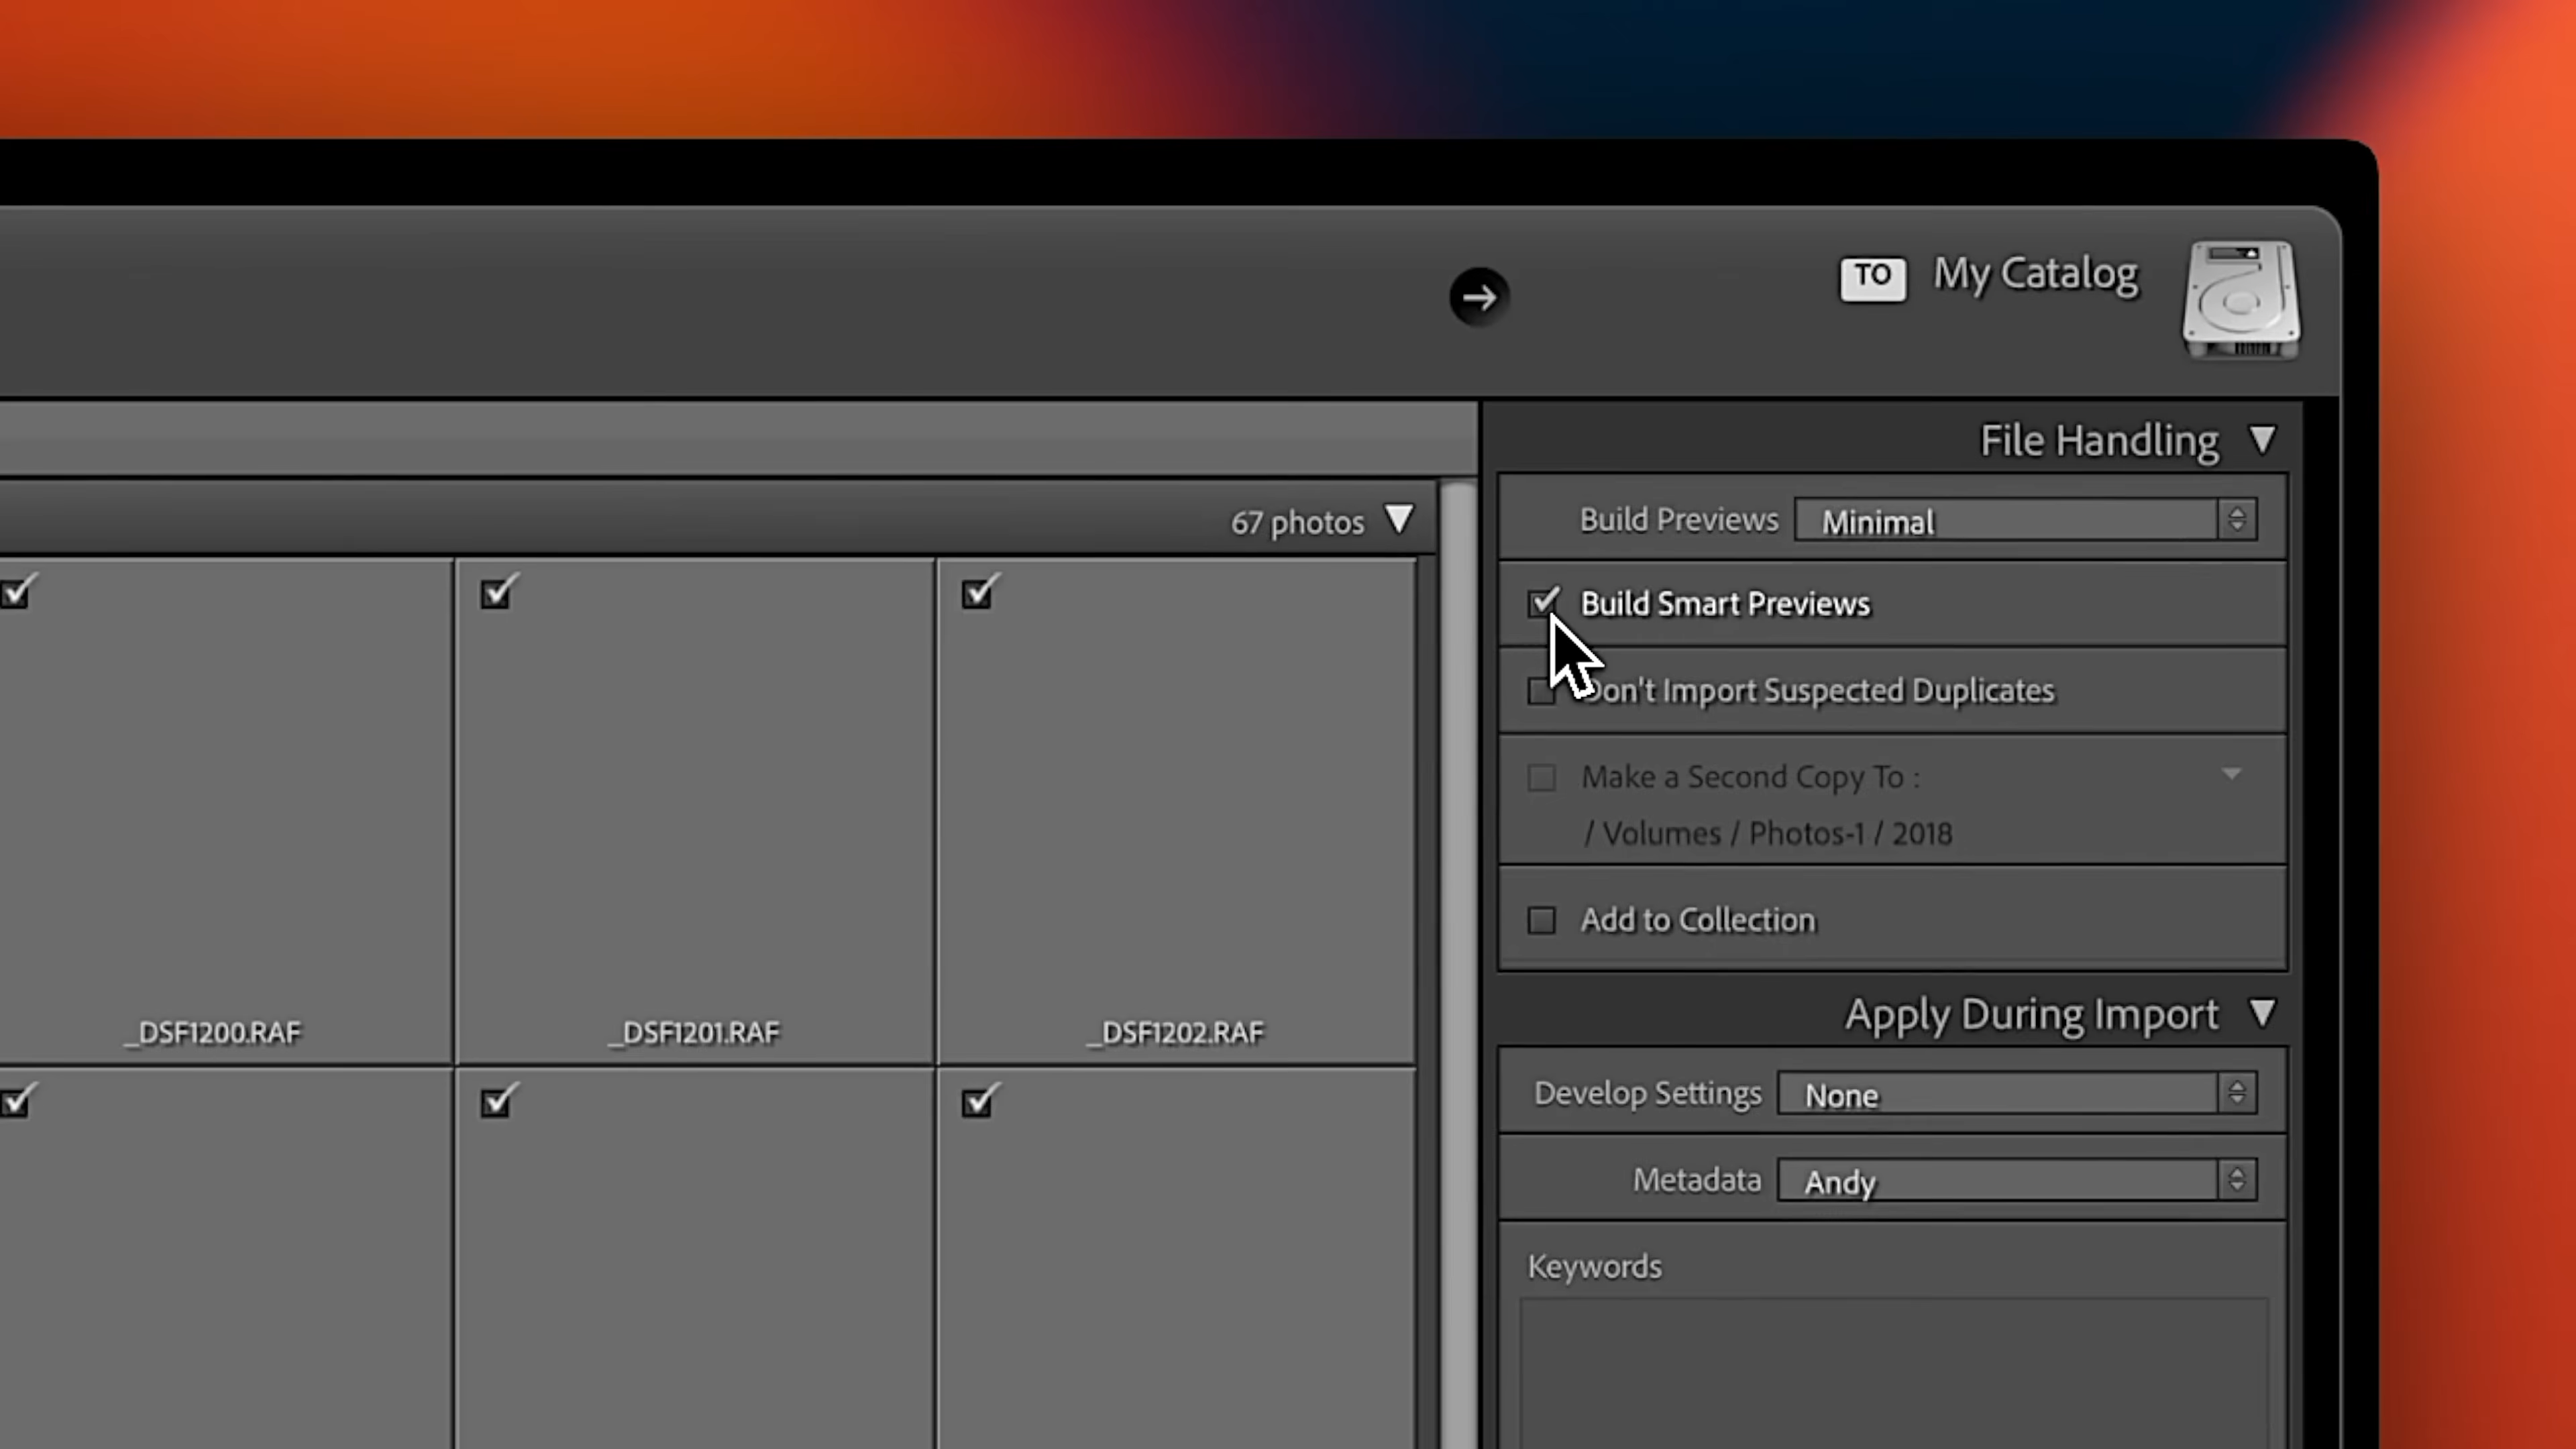 TO My Catalog
File Handling
67 photos
Build Previews Minimal
Build Smart Previews
Don't Import Suspected Duplicates
Make a Second Copy To :
/ Volumes / Photos-1 / 2018
Add to Collection
_DSF1200.RAF
_DSF1201.RAF
_DSF1202.RAF
Apply During Import
Develop Settings None
Metadata Andy
Keywords